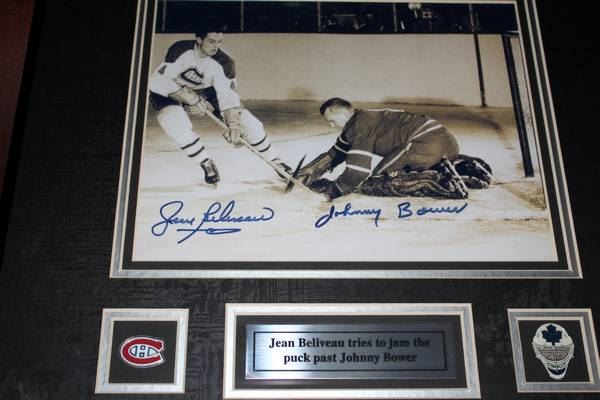 Jean Beliveau Johnny Bower
Jean Beliveau tries to jam the
puck past Johnny Bower